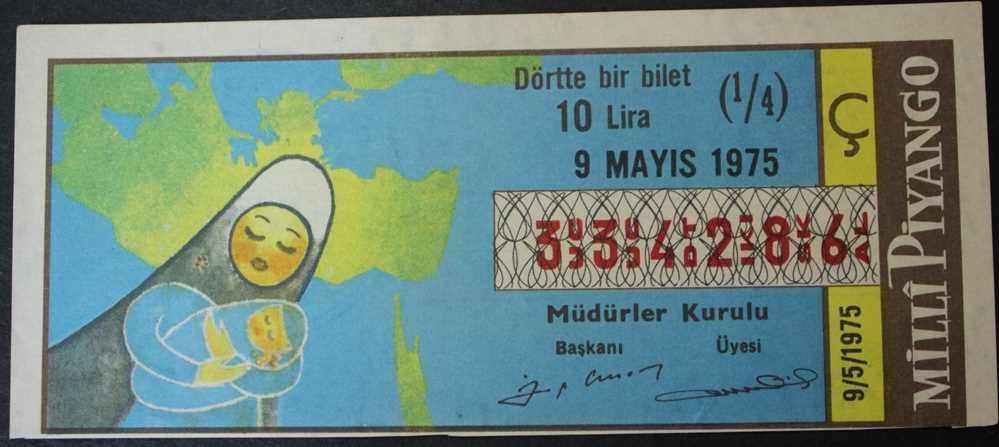 Dörtte bir bilet
10 Lira
(1/4)
9 MAYIS 1975
334286
Müdürler Kurulu
Başkanı Üyesi
Ç
9/5/1975
MİLLÎ PİYANGO